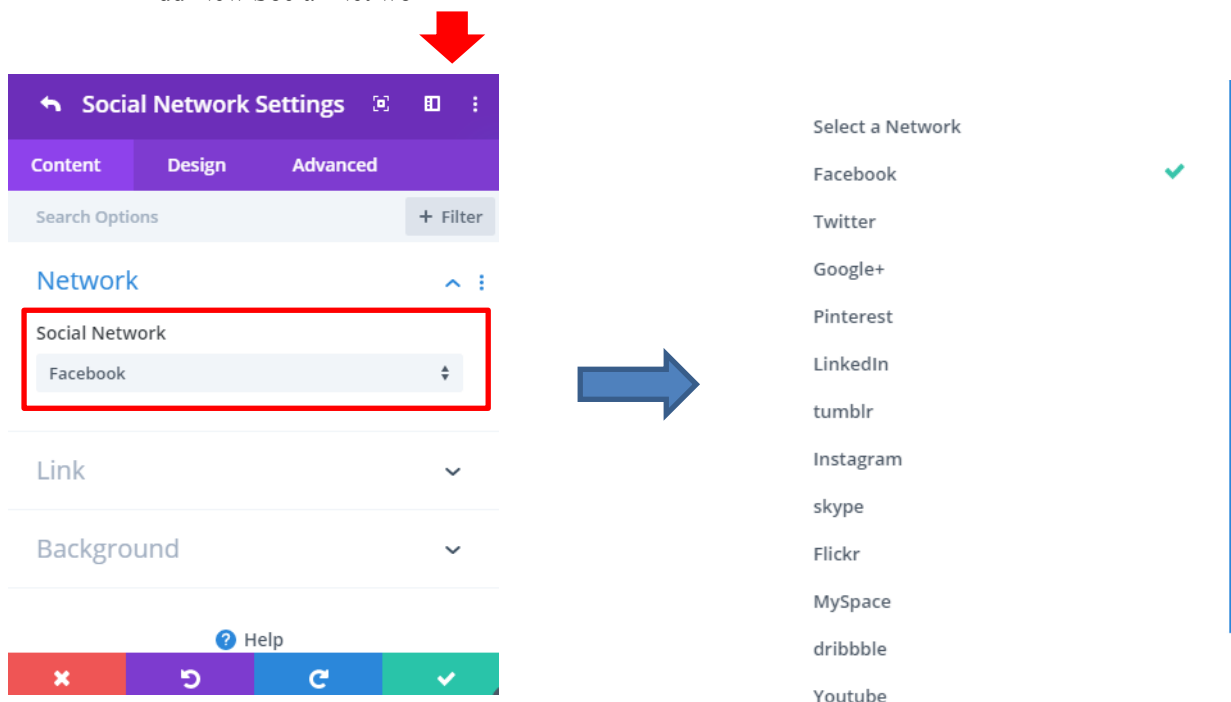 Social Network Settings
Content Design Advanced
Search Options + Filter
Network
Social Network
Facebook
Link
Background
Help
Select a Network
Facebook
Twitter
Google+
Pinterest
LinkedIn
tumblr
Instagram
skype
Flickr
MySpace
dribbble
Youtube